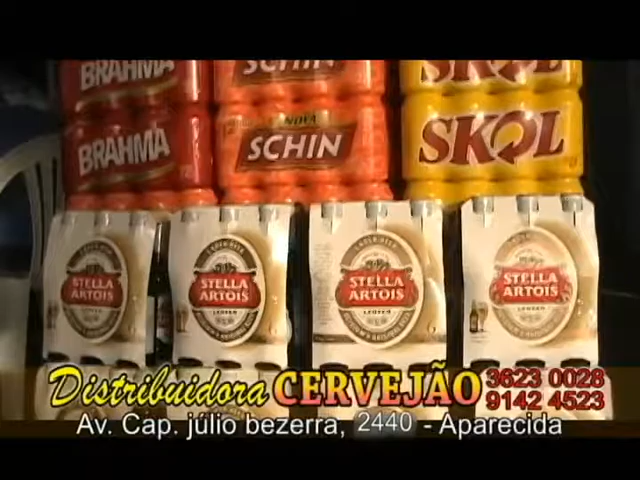 BRAHMA SCHIN SKOL
NOVA
BRAHMA SCHIN SKOL
STELLA ARTOIS STELLA ARTOIS STELLA ARTOIS STELLA ARTOIS
Distribuidora CERVEJÃO 3623 0028
9142 4523
Av. Cap. júlio bezerra, 2440 - Aparecida